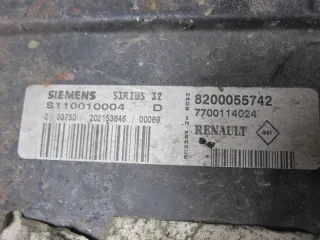 SIEMENS SIRIUS 32
S110010004 D
0 00750 / 202153646 / 00069
MADE IN FRANCE
8200055742
7700114024
RENAULT